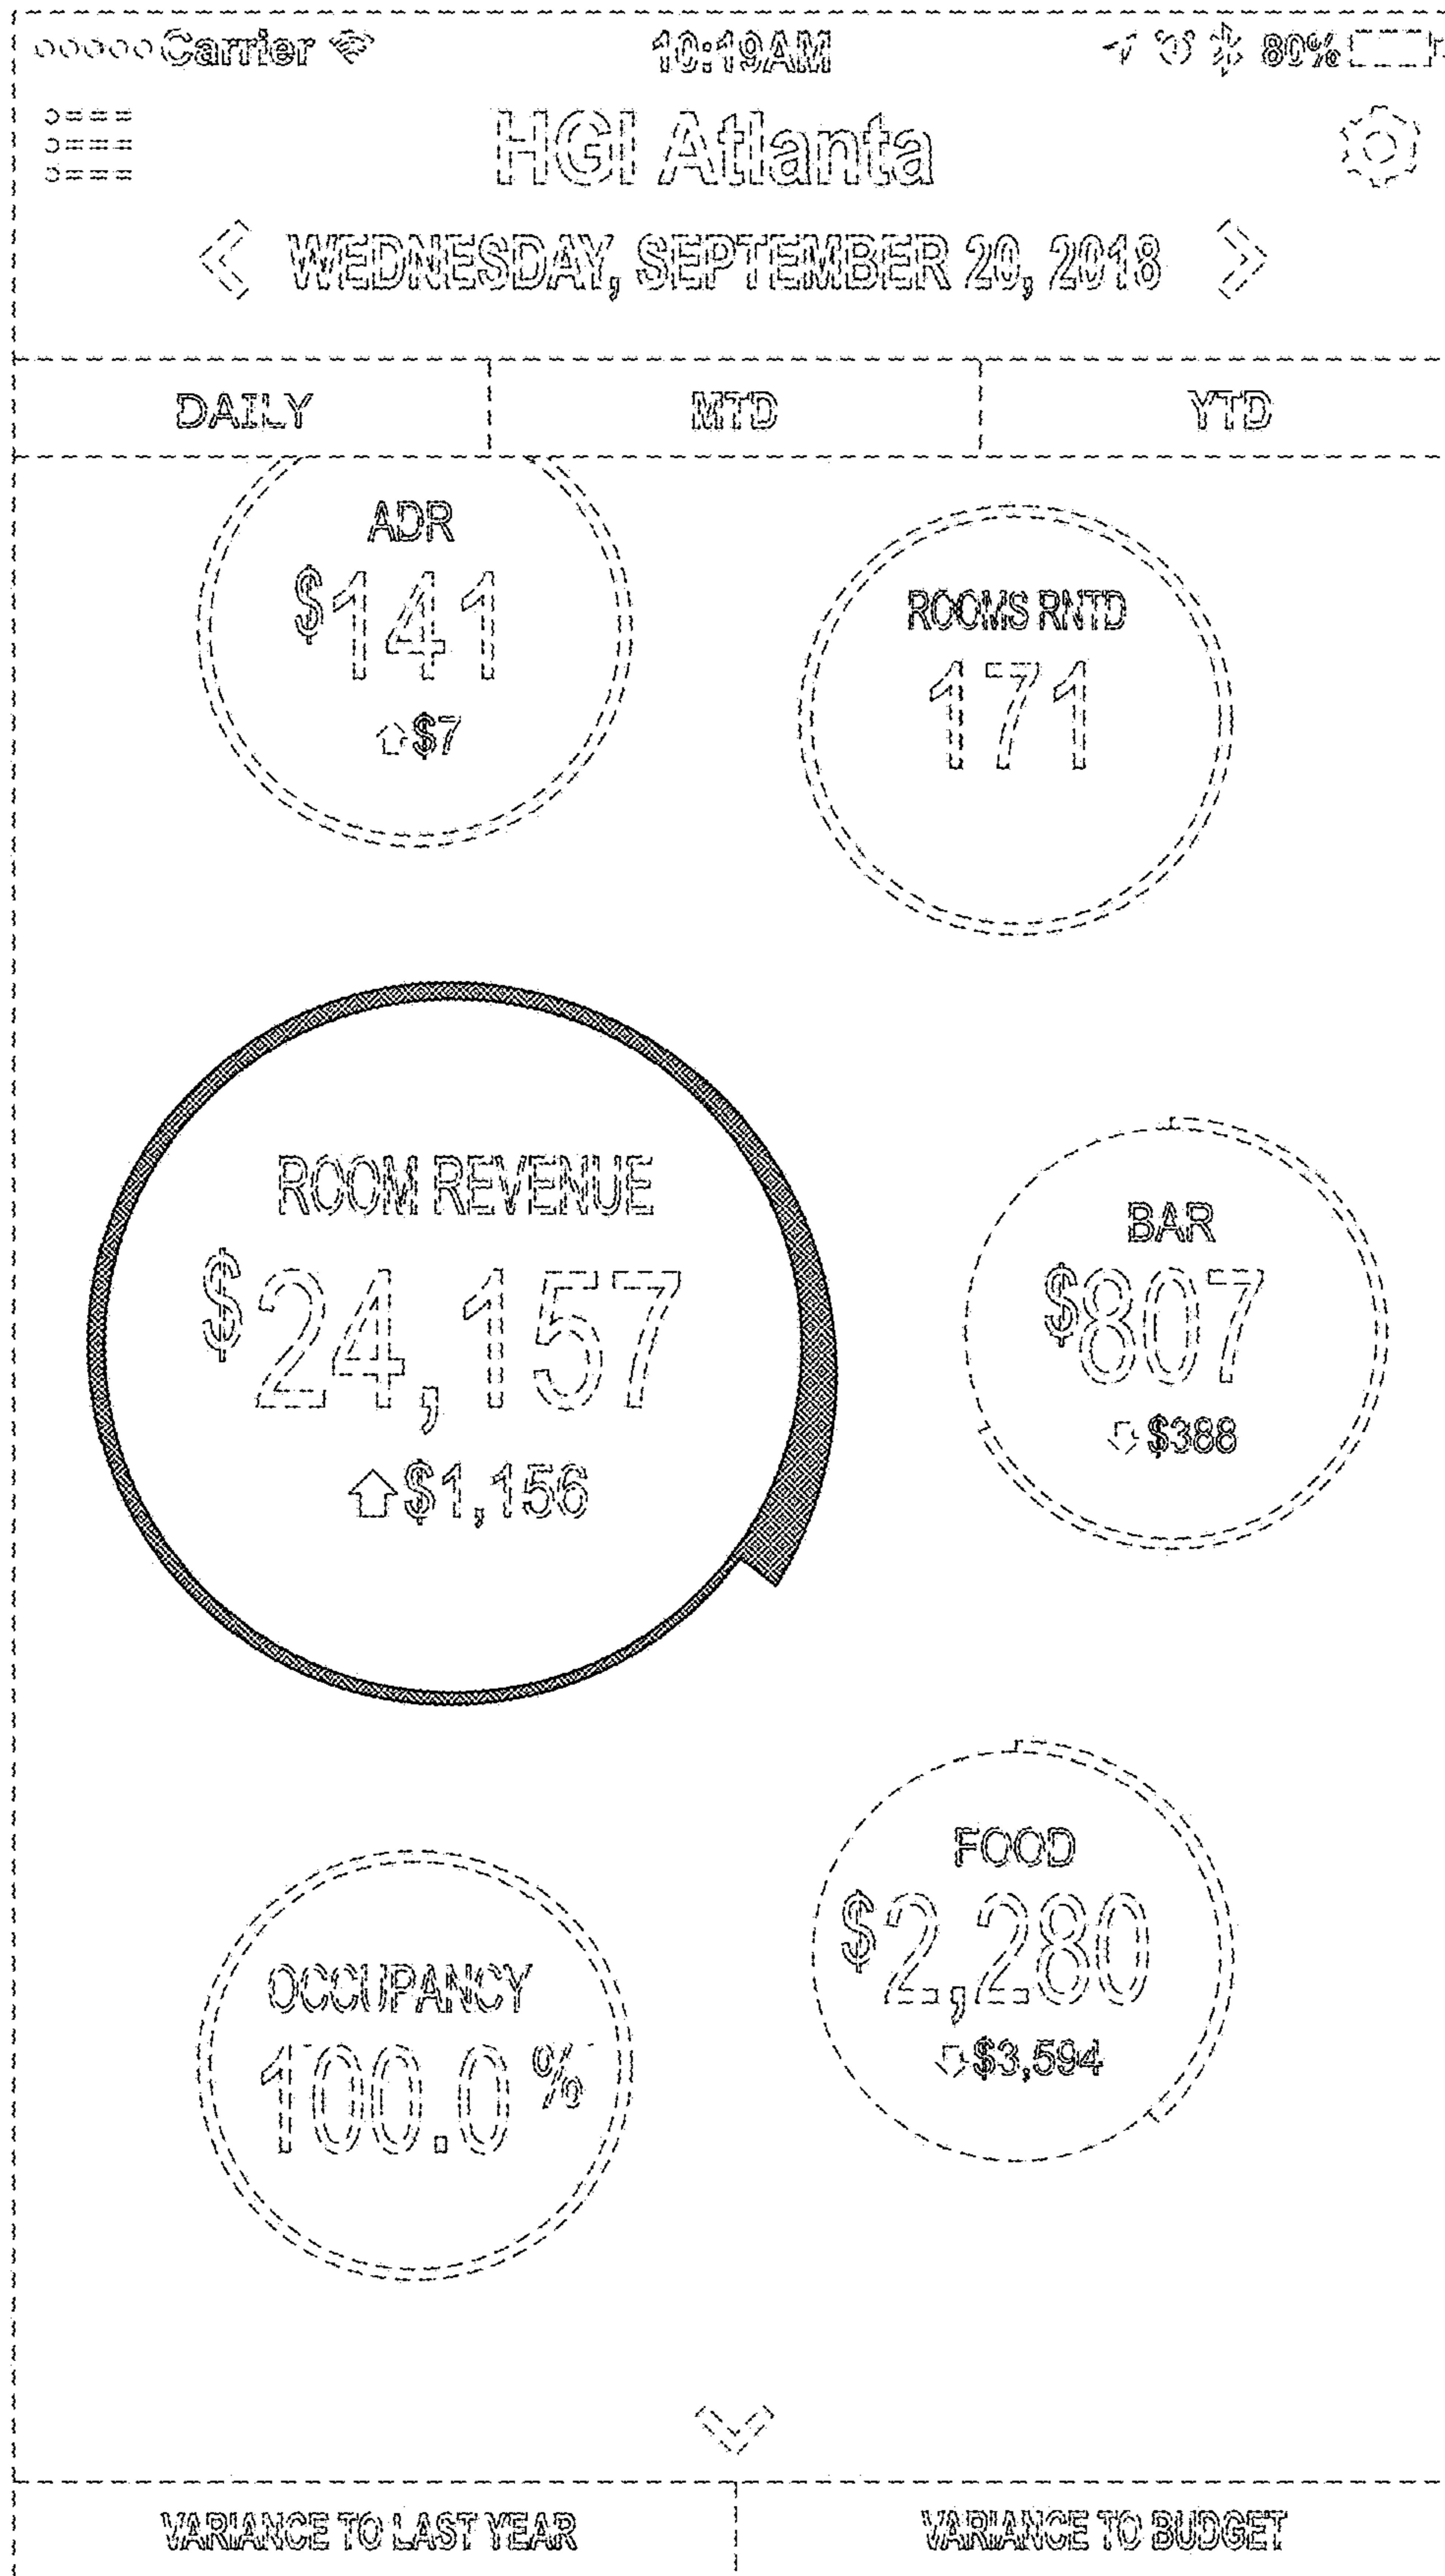 Carrier 10:19AM 80%
HGI Atlanta
WEDNESDAY, SEPTEMBER 20, 2018
DAILY MTD YTD
ADR
$141
$7
ROOMS RNTD
171
ROOM REVENUE
$24,157
$1,156
BAR
$807
$388
FOOD
$2,280
$3,594
OCCUPANCY
100.0%
VARIANCE TO LAST YEAR VARIANCE TO BUDGET